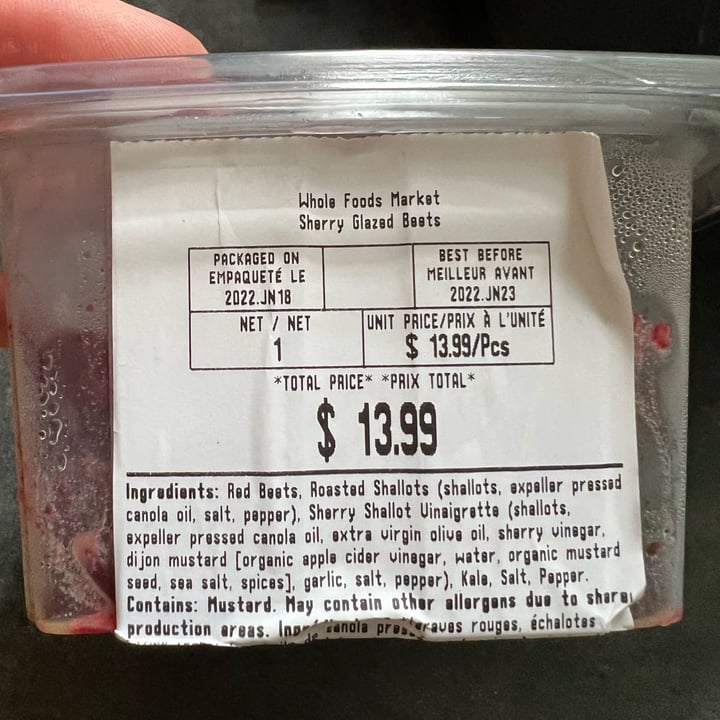 Whole Foods Market
Sherry Glazed Beets
PACKAGED ON
EMPAQUETÉ LE
2022.JN18
BEST BEFORE
MEILLEUR AVANT
2022.JN23
NET / NET
1
UNIT PRICE/PRIX À L'UNITÉ
$ 13.99/Pcs
*TOTAL PRICE* *PRIX TOTAL*
$ 13.99
Ingredients: Red Beets, Roasted Shallots (shallots, expeller pressed
canola oil, salt, pepper), Sherry Shallot Vinaigrette (shallots,
expeller pressed canola oil, extra virgin olive oil, sherry vinegar,
dijon mustard [organic apple cider vinegar, water, organic mustard
seed, sea salt, spices], garlic, salt, pepper), Kale, Salt, Pepper.
Contains: Mustard. May contain other allergens due to share
production areas. canola rouges, échalotes